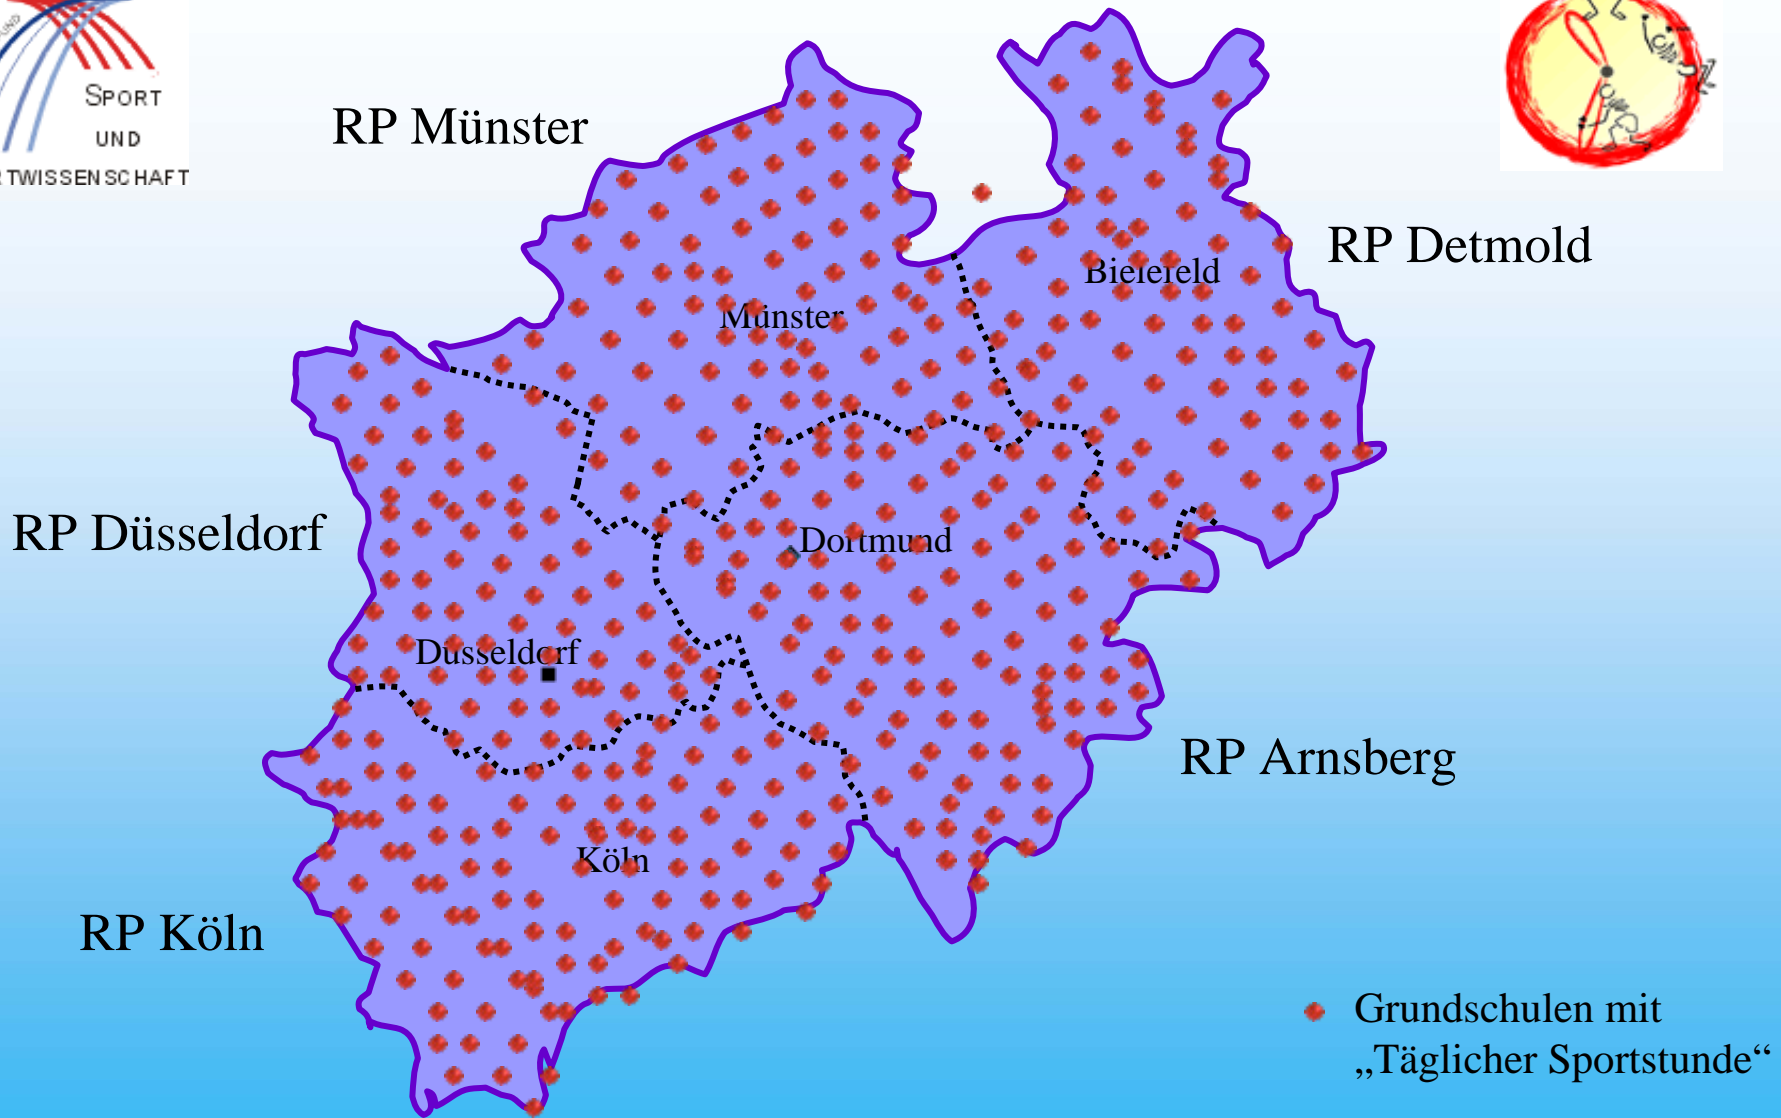 SPORT
UND
RTWISSENSCHAFT
RP Münster
RP Detmold
Bielefeld
Münster
RP Düsseldorf
Dortmund
Düsseldorf
RP Arnsberg
Köln
RP Köln
Grundschulen mit
„Täglicher Sportstunde“